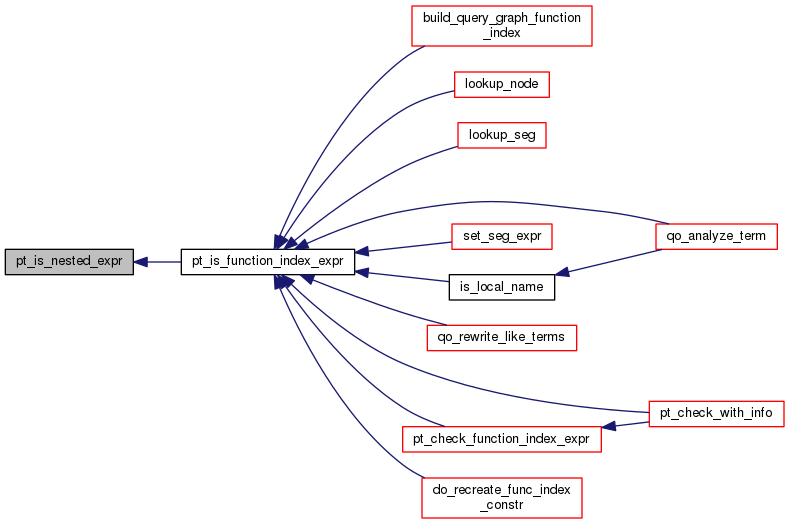 build_query_graph_function
_index
lookup_node
lookup_seg
qo_analyze_term
set_seg_expr
pt_is_nested_expr
pt_is_function_index_expr
is_local_name
qo_rewrite_like_terms
pt_check_with_info
pt_check_function_index_expr
do_recreate_func_index
_constr